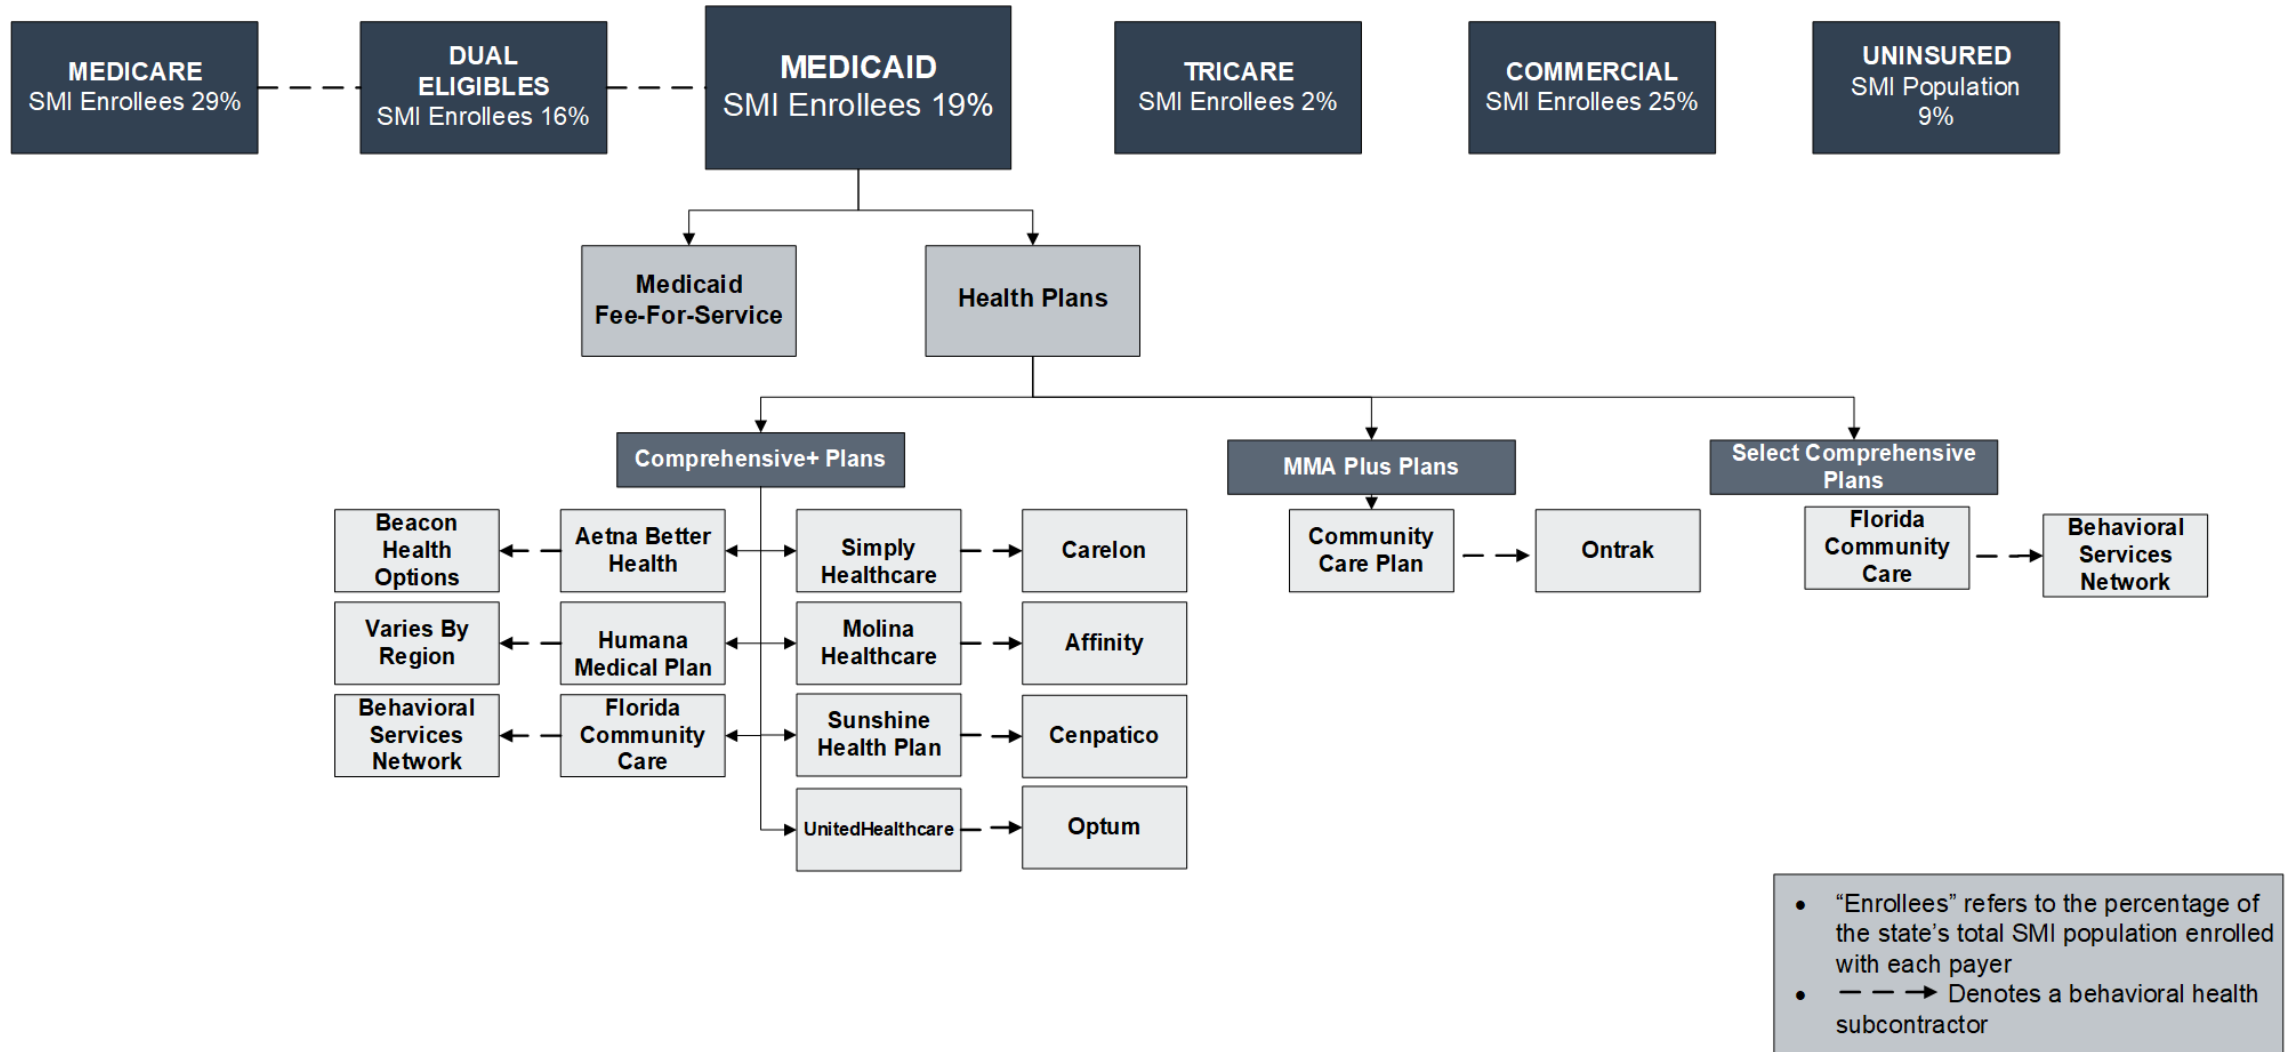 MEDICARE
SMI Enrollees 29%
DUAL
ELIGIBLES
SMI Enrollees 16%
MEDICAID
SMI Enrollees 19%
TRICARE
SMI Enrollees 2%
COMMERCIAL
SMI Enrollees 25%
UNINSURED
SMI Population
9%
Medicaid
Fee-For-Service
Health Plans
Comprehensive+ Plans
MMA Plus Plans
Select Comprehensive
Plans
Beacon
Health
Options
Aetna Better
Health
Simply
Healthcare
Carelon
Community
Care Plan
Ontrak
Florida
Community
Care
Behavioral
Services
Network
Varies By
Region
Humana
Medical Plan
Molina
Healthcare
Affinity
Behavioral
Services
Network
Florida
Community
Care
Sunshine
Health Plan
Cenpatico
UnitedHealthcare
Optum
• “Enrollees” refers to the percentage of
the state’s total SMI population enrolled
with each payer
• Denotes a behavioral health
subcontractor